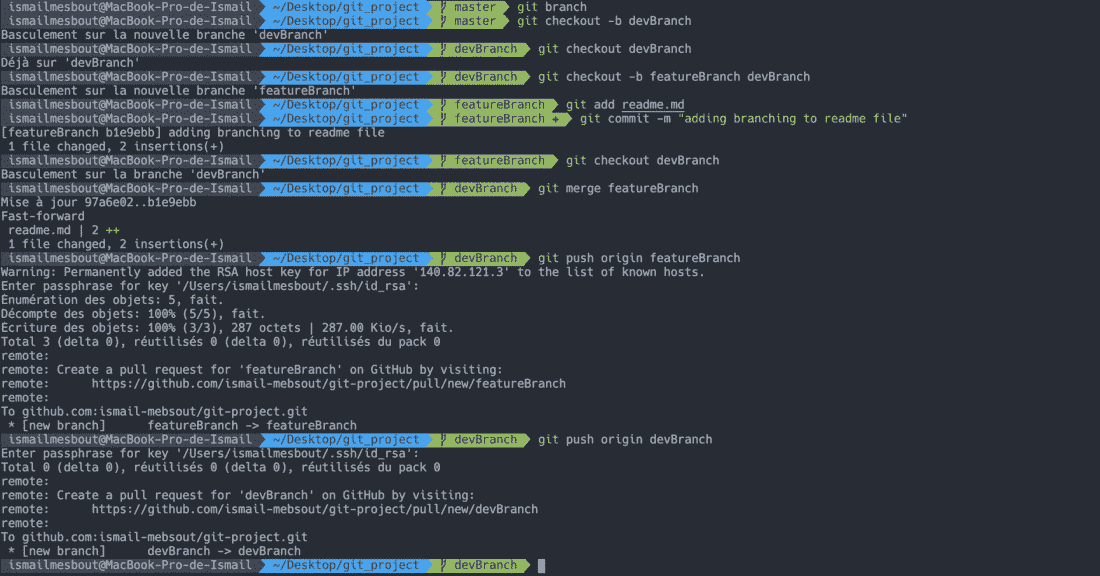 ismailmesbout@MacBook-Pro-de-Ismail ~/Desktop/git_project master git branch
ismailmesbout@MacBook-Pro-de-Ismail ~/Desktop/git_project master git checkout -b devBranch
Basculement sur la nouvelle branche 'devBranch'
ismailmesbout@MacBook-Pro-de-Ismail ~/Desktop/git_project devBranch git checkout devBranch
Déjà sur 'devBranch'
ismailmesbout@MacBook-Pro-de-Ismail ~/Desktop/git_project devBranch git checkout -b featureBranch devBranch
Basculement sur la nouvelle branche 'featureBranch'
ismailmesbout@MacBook-Pro-de-Ismail ~/Desktop/git_project featureBranch git add readme.md
ismailmesbout@MacBook-Pro-de-Ismail ~/Desktop/git_project featureBranch + git commit -m "adding branching to readme file"
[featureBranch b1e9ebb] adding branching to readme file
1 file changed, 2 insertions(+)
ismailmesbout@MacBook-Pro-de-Ismail ~/Desktop/git_project featureBranch git checkout devBranch
Basculement sur la branche 'devBranch'
ismailmesbout@MacBook-Pro-de-Ismail ~/Desktop/git_project devBranch git merge featureBranch
Mise à jour 97a6e02..b1e9ebb
Fast-forward
readme.md | 2 ++
1 file changed, 2 insertions(+)
ismailmesbout@MacBook-Pro-de-Ismail ~/Desktop/git_project devBranch git push origin featureBranch
Warning: Permanently added the RSA host key for IP address '140.82.121.3' to the list of known hosts.
Enter passphrase for key '/Users/ismailmesbout/.ssh/id_rsa':
Énumération des objets: 5, fait.
Décompte des objets: 100% (5/5), fait.
Écriture des objets: 100% (3/3), 287 octets | 287.00 Kio/s, fait.
Total 3 (delta 0), réutilisés 0 (delta 0), réutilisés du pack 0
remote:
remote: Create a pull request for 'featureBranch' on GitHub by visiting:
remote: https://github.com/ismail-mebsout/git-project/pull/new/featureBranch
remote:
To github.com:ismail-mebsout/git-project.git
* [new branch] featureBranch -> featureBranch
ismailmesbout@MacBook-Pro-de-Ismail ~/Desktop/git_project devBranch git push origin devBranch
Enter passphrase for key '/Users/ismailmesbout/.ssh/id_rsa':
Total 0 (delta 0), réutilisés 0 (delta 0), réutilisés du pack 0
remote:
remote: Create a pull request for 'devBranch' on GitHub by visiting:
remote: https://github.com/ismail-mebsout/git-project/pull/new/devBranch
remote:
To github.com:ismail-mebsout/git-project.git
* [new branch] devBranch -> devBranch
ismailmesbout@MacBook-Pro-de-Ismail ~/Desktop/git_project devBranch